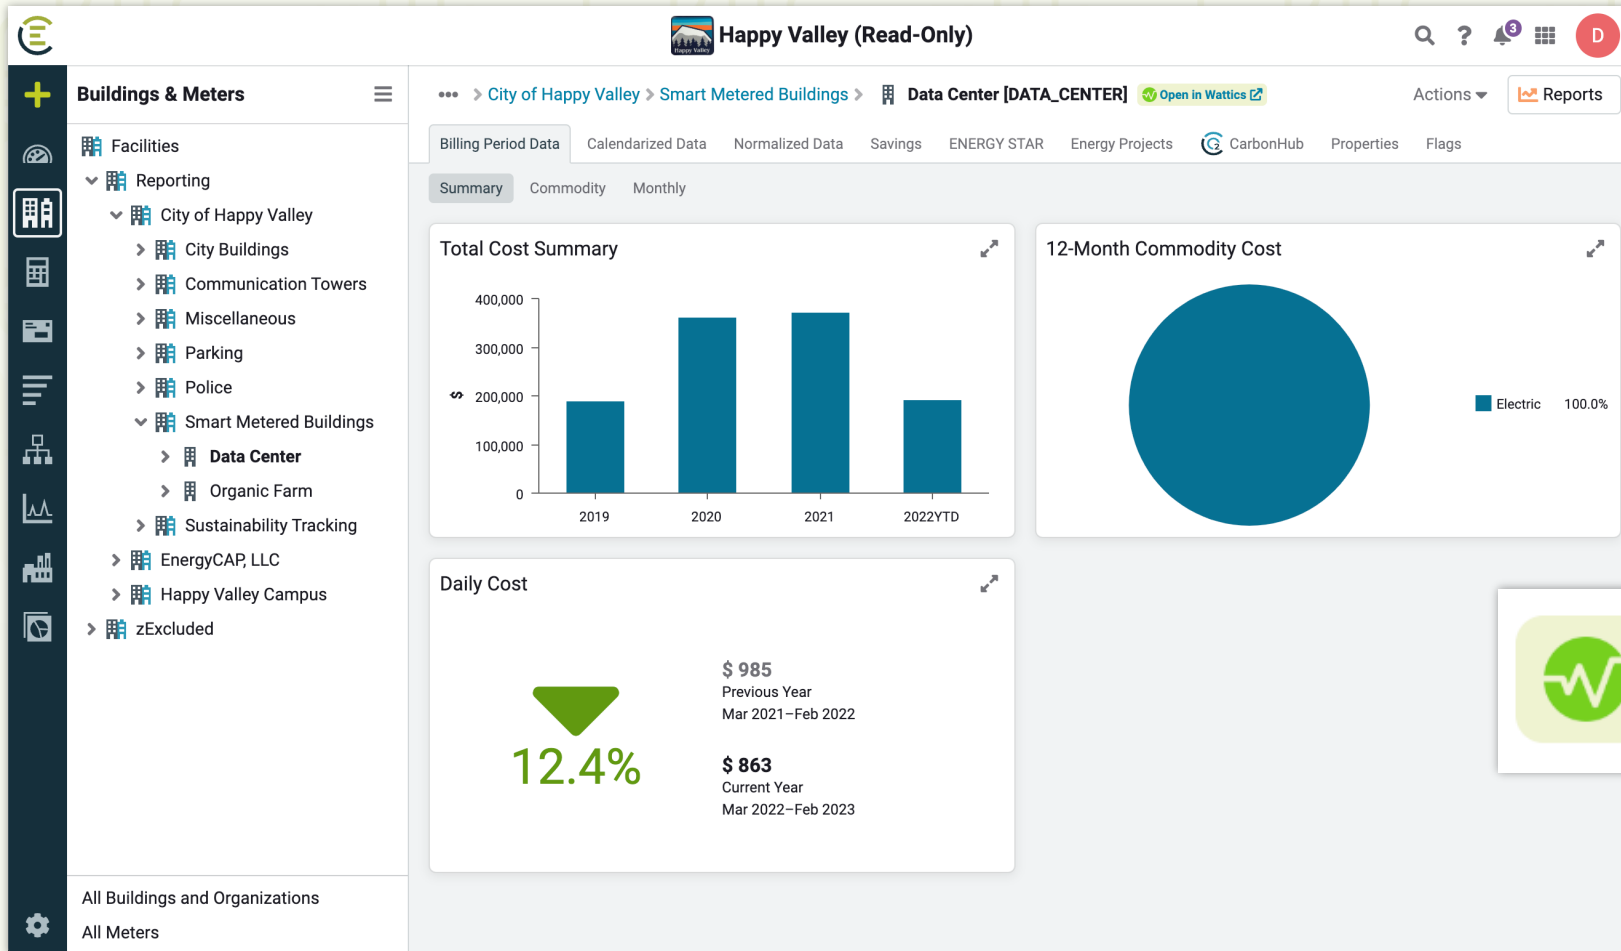 Happy Valley (Read-Only)
3
D
Buildings & Meters
Facilities
Reporting
City of Happy Valley
City Buildings
Communication Towers
Miscellaneous
Parking
Police
Smart Metered Buildings
Data Center
Organic Farm
Sustainability Tracking
EnergyCAP, LLC
Happy Valley Campus
zExcluded
All Buildings and Organizations
All Meters
••• > City of Happy Valley > Smart Metered Buildings > Data Center [DATA_CENTER] Open in Wattics
Actions Reports
Billing Period Data Calendarized Data Normalized Data Savings ENERGY STAR Energy Projects CarbonHub Properties Flags
Summary Commodity Monthly
Total Cost Summary
400,000
300,000
200,000
100,000
0
$
2019 2020 2021 2022YTD
12-Month Commodity Cost
Electric 100.0%
Daily Cost
12.4%
$ 985
Previous Year
Mar 2021–Feb 2022
$ 863
Current Year
Mar 2022–Feb 2023